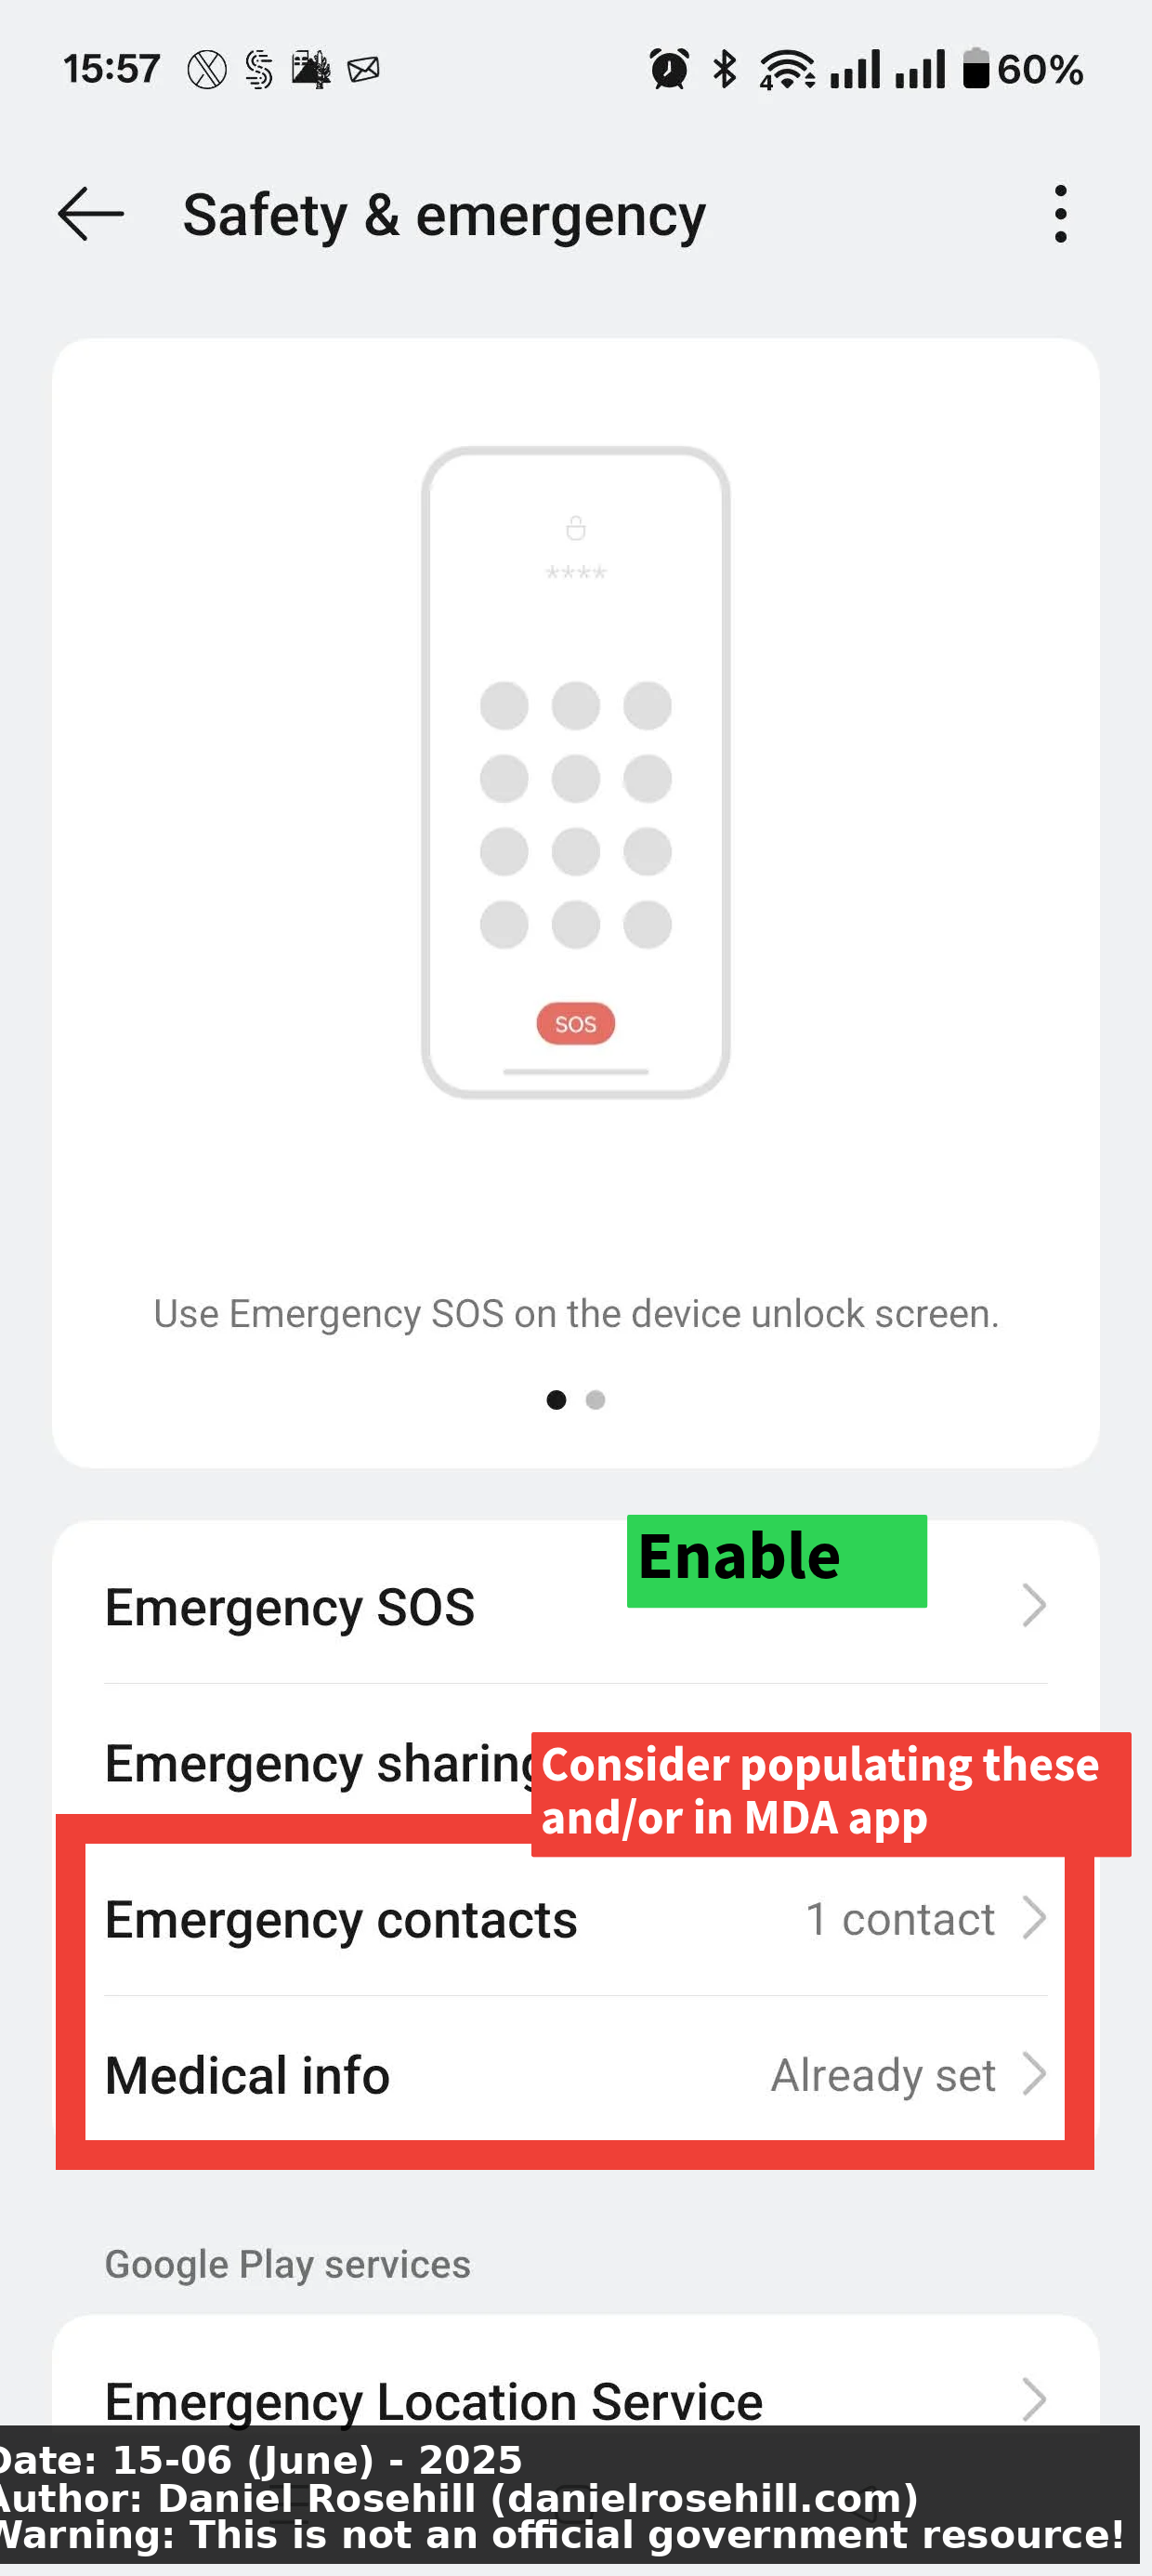 15:57
4
60%
Safety & emergency
****
SOS
Use Emergency SOS on the device unlock screen.
Enable
Emergency SOS
Emergency sharing
Consider populating these
and/or in MDA app
Emergency contacts 1 contact
Medical info Already set
Google Play services
Emergency Location Service
Date: 15-06 (June) - 2025
Author: Daniel Rosehill (danielrosehill.com)
Warning: This is not an official government resource!